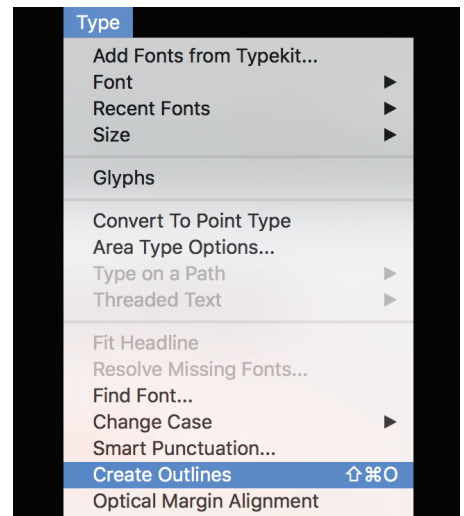 Type
Add Fonts from Typekit...
Font ▶
Recent Fonts ▶
Size ▶
Glyphs
Convert To Point Type
Area Type Options...
Type on a Path ▶
Threaded Text ▶
Fit Headline
Resolve Missing Fonts...
Find Font...
Change Case ▶
Smart Punctuation...
Create Outlines ⇧⌘O
Optical Margin Alignment